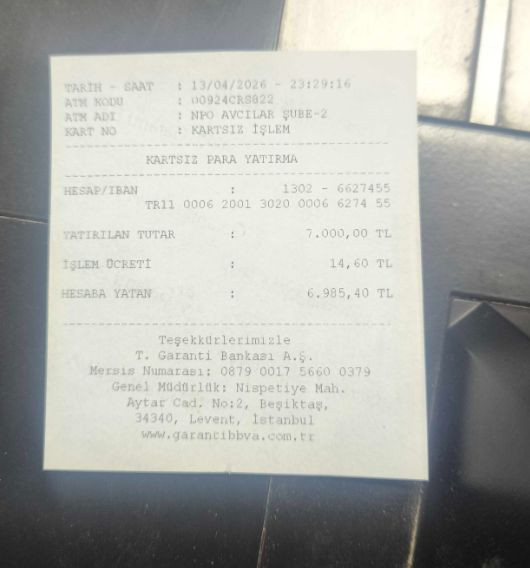 TARİH - SAAT : 13/04/2026 - 23:29:16
ATM KODU : 00924CRS822
ATM ADI : NPO AVCILAR ŞUBE-2
KART NO : KARTSIZ İŞLEM
KARTSIZ PARA YATIRMA
HESAP/IBAN : 1302 - 6627455
TR11 0006 2001 3020 0006 6274 55
YATIRILAN TUTAR : 7.000,00 TL
İŞLEM ÜCRETİ : 14,60 TL
HESABA YATAN : 6.985,40 TL
Teşekkürlerimizle
T. Garanti Bankası A.Ş.
Mersis Numarası: 0879 0017 5660 0379
Genel Müdürlük: Nispetiye Mah.
Aytar Cad. No:2, Beşiktaş,
34340, Levent, İstanbul
www.garantibbva.com.tr